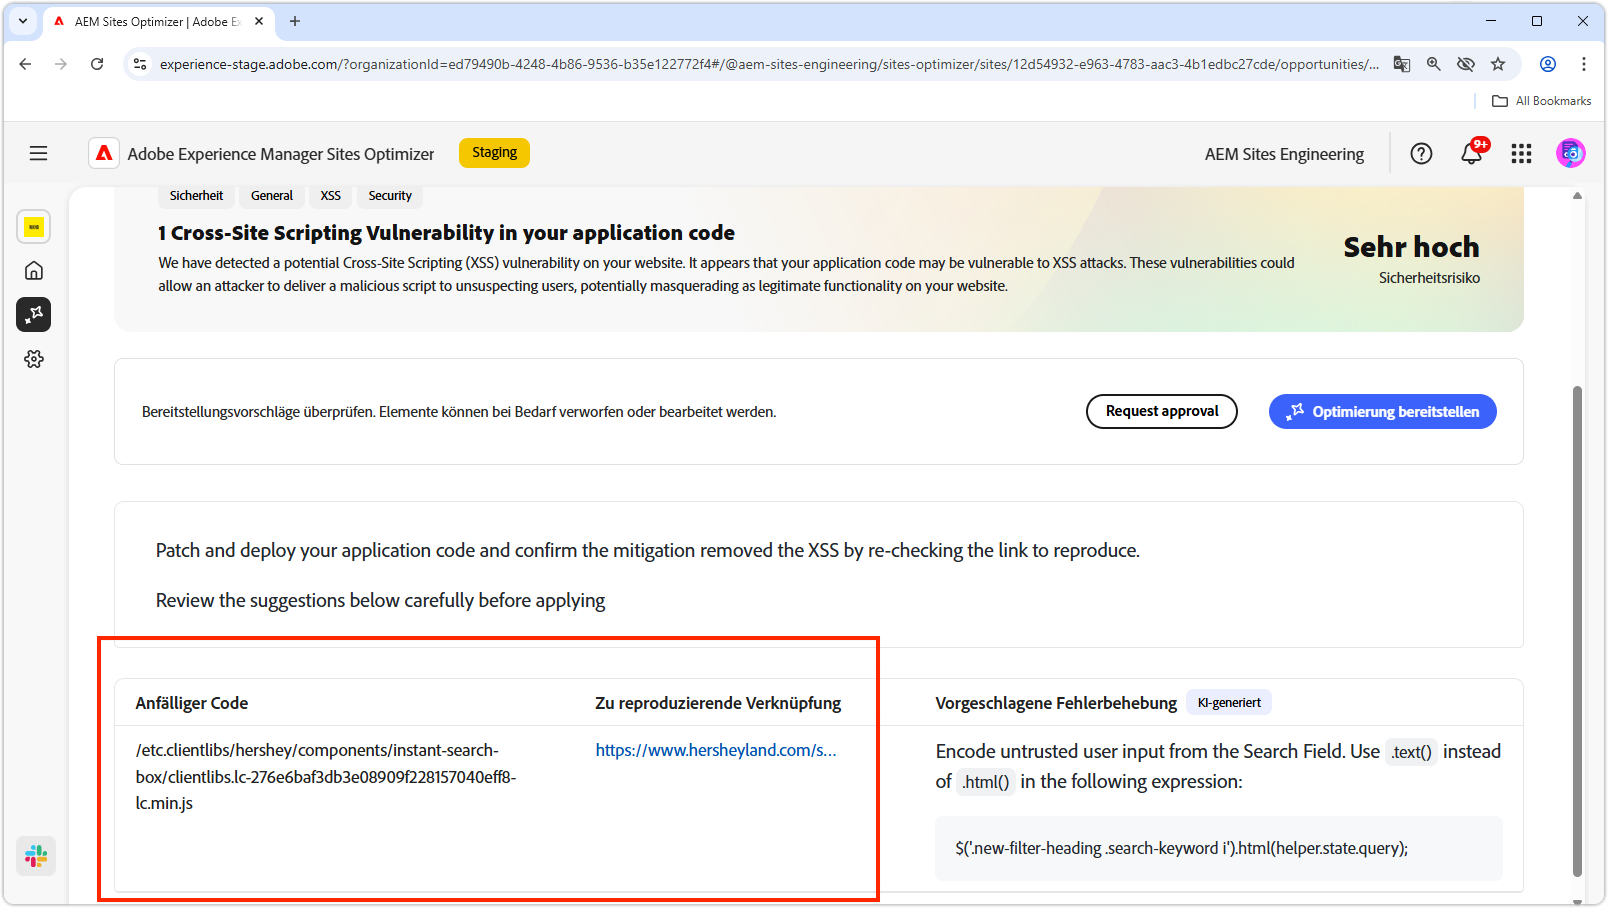 AEM Sites Optimizer | Adobe Ex
experience-stage.adobe.com/?organizationId=ed79490b-4248-4b86-9536-b35e122772f4#/@aem-sites-engineering/sites-optimizer/sites/12d54932-e963-4783-aac3-4b1edbc27cde/opportunities/...
All Bookmarks
Adobe Experience Manager Sites Optimizer
Staging
AEM Sites Engineering
9+
Sicherheit
General
XSS
Security
1 Cross-Site Scripting Vulnerability in your application code
We have detected a potential Cross-Site Scripting (XSS) vulnerability on your website. It appears that your application code may be vulnerable to XSS attacks. These vulnerabilities could
allow an attacker to deliver a malicious script to unsuspecting users, potentially masquerading as legitimate functionality on your website.
Sehr hoch
Sicherheitsrisiko
Bereitstellungsvorschläge überprüfen. Elemente können bei Bedarf verworfen oder bearbeitet werden.
Request approval
Optimierung bereitstellen
Patch and deploy your application code and confirm the mitigation removed the XSS by re-checking the link to reproduce.
Review the suggestions below carefully before applying
Anfälliger Code
Zu reproduzierende Verknüpfung
Vorgeschlagene Fehlerbehebung
KI-generiert
/etc.clientlibs/hershey/components/instant-search-
box/clientlibs.lc-276e6baf3db3e08909f228157040eff8-
lc.min.js
https://www.hersheyland.com/s...
Encode untrusted user input from the Search Field. Use .text() instead
of .html() in the following expression:
$('.new-filter-heading .search-keyword i').html(helper.state.query);